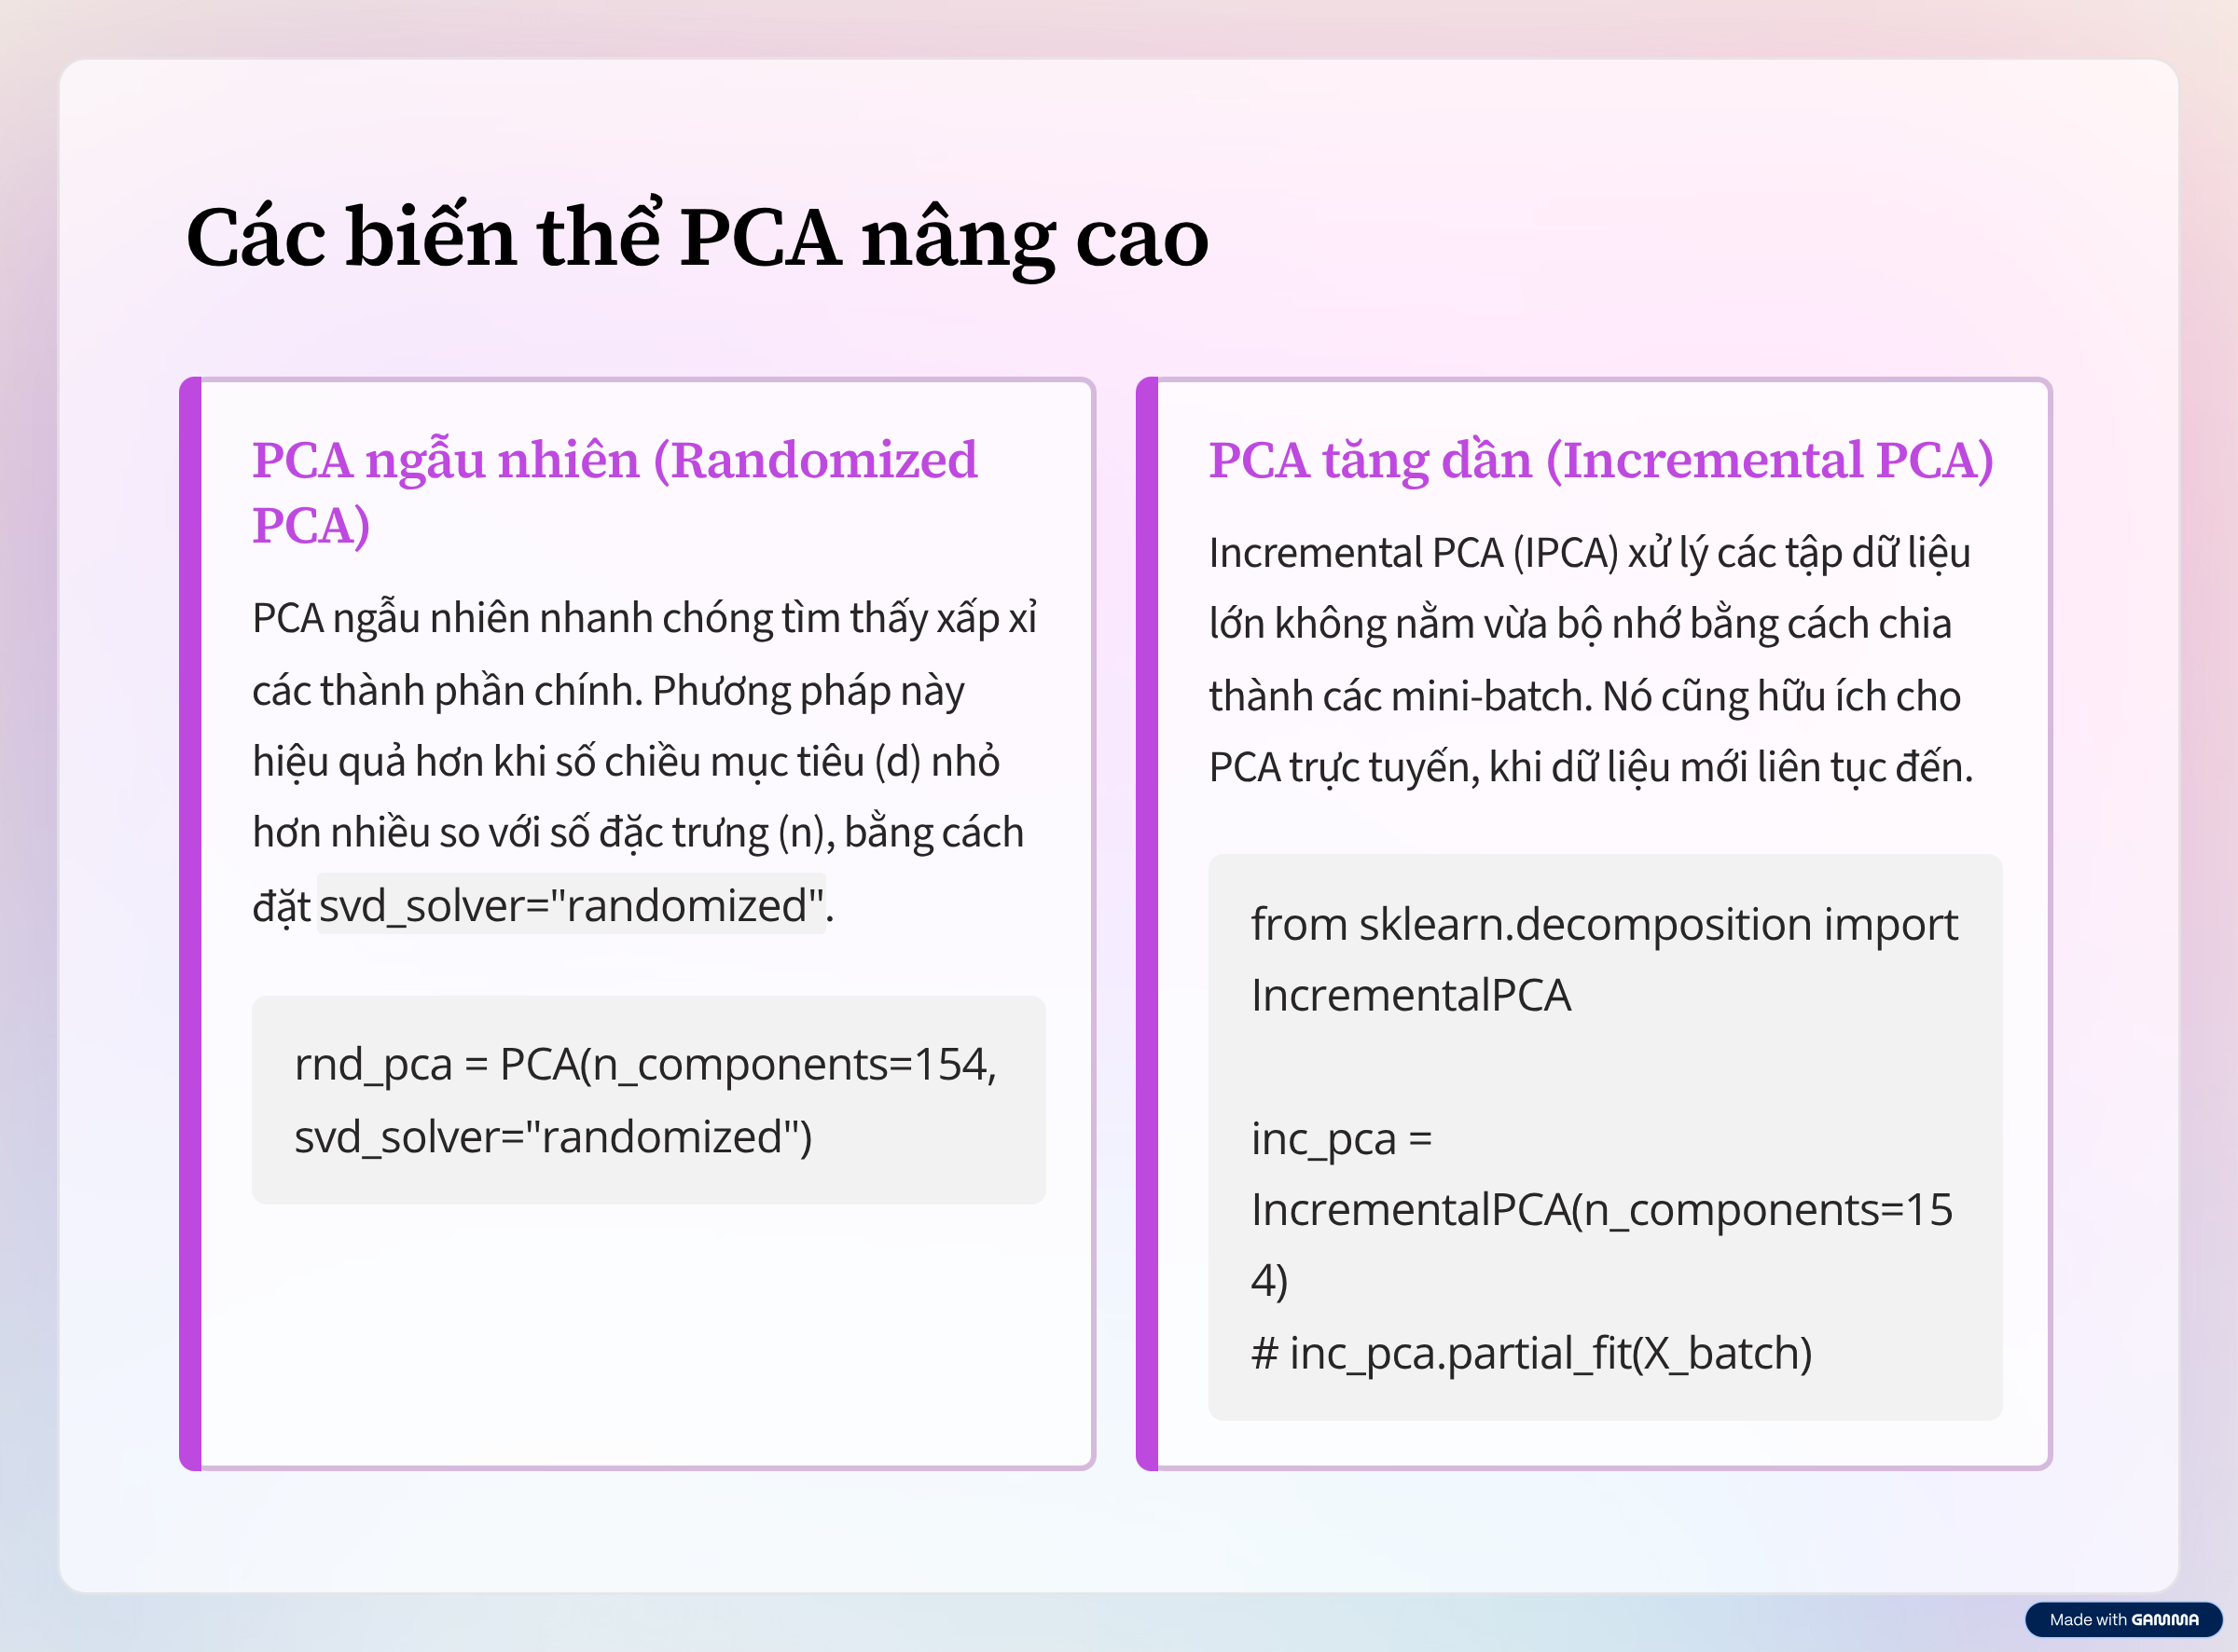 Các biến thể PCA nâng cao
PCA ngẫu nhiên (Randomized
PCA)
PCA ngẫu nhiên nhanh chóng tìm thấy xấp xỉ
các thành phần chính. Phương pháp này
hiệu quả hơn khi số chiều mục tiêu (d) nhỏ
hơn nhiều so với số đặc trưng (n), bằng cách
đặt svd_solver="randomized".
rnd_pca = PCA(n_components=154,
svd_solver="randomized")
PCA tăng dần (Incremental PCA)
Incremental PCA (IPCA) xử lý các tập dữ liệu
lớn không nằm vừa bộ nhớ bằng cách chia
thành các mini-batch. Nó cũng hữu ích cho
PCA trực tuyến, khi dữ liệu mới liên tục đến.
from sklearn.decomposition import
IncrementalPCA
inc_pca =
IncrementalPCA(n_components=15
4)
# inc_pca.partial_fit(X_batch)
Made with GAMMA